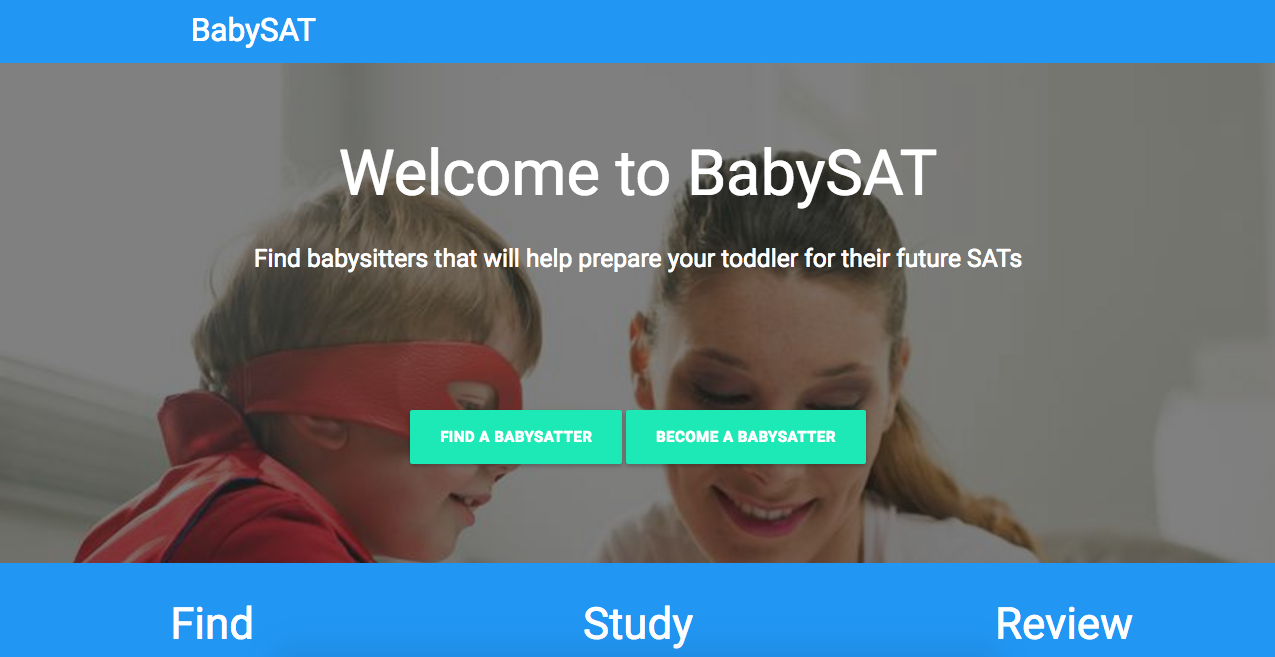 BabySAT
Welcome to BabySAT
Find babysitters that will help prepare your toddler for their future SATs
FIND A BABYSATTER
BECOME A BABYSATTER
Find
Study
Review